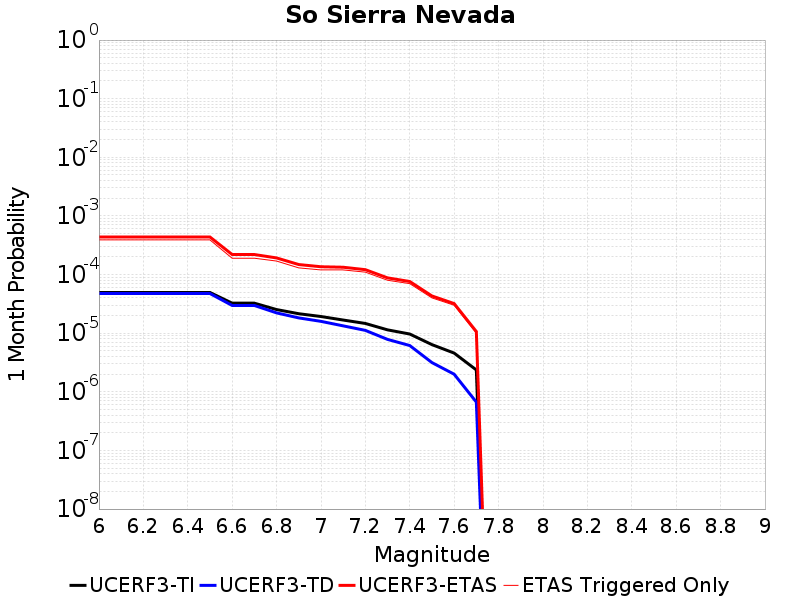 So Sierra Nevada
10^0
10^-1
10^-2
10^-3
10^-4
10^-5
10^-6
10^-7
10^-8
1 Month Probability
6 6.2 6.4 6.6 6.8 7 7.2 7.4 7.6 7.8 8 8.2 8.4 8.6 8.8 9
Magnitude
UCERF3-TI UCERF3-TD UCERF3-ETAS ETAS Triggered Only